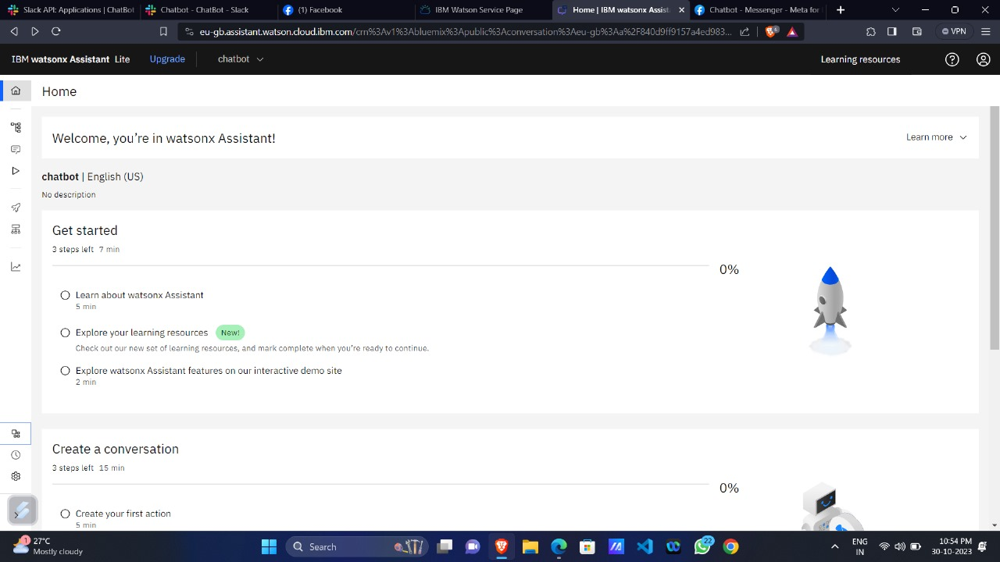 Slack API: Applications | ChatBot
Chatbot - ChatBot - Slack
(1) Facebook
IBM Watson Service Page
Home | IBM watsonx Assist
Chatbot - Messenger - Meta for
eu-gb.assistant.watson.cloud.ibm.com/crn%3Av1%3Abluemix%3Apublic%3Aconversation%3Aeu-gb%3Aa%2F840d9ff9157a4ed983...
6
VPN
IBM watsonx Assistant Lite
Upgrade
chatbot
Learning resources
Home
Welcome, you’re in watsonx Assistant!
Learn more
chatbot | English (US)
No description
Get started
3 steps left 7 min
0%
Learn about watsonx Assistant
5 min
Explore your learning resources New!
Check out our new set of learning resources, and mark complete when you’re ready to continue.
Explore watsonx Assistant features on our interactive demo site
2 min
Create a conversation
3 steps left 15 min
0%
Create your first action
5 min
1
27°C
Mostly cloudy
Search
22
ENG
IN
10:54 PM
30-10-2023